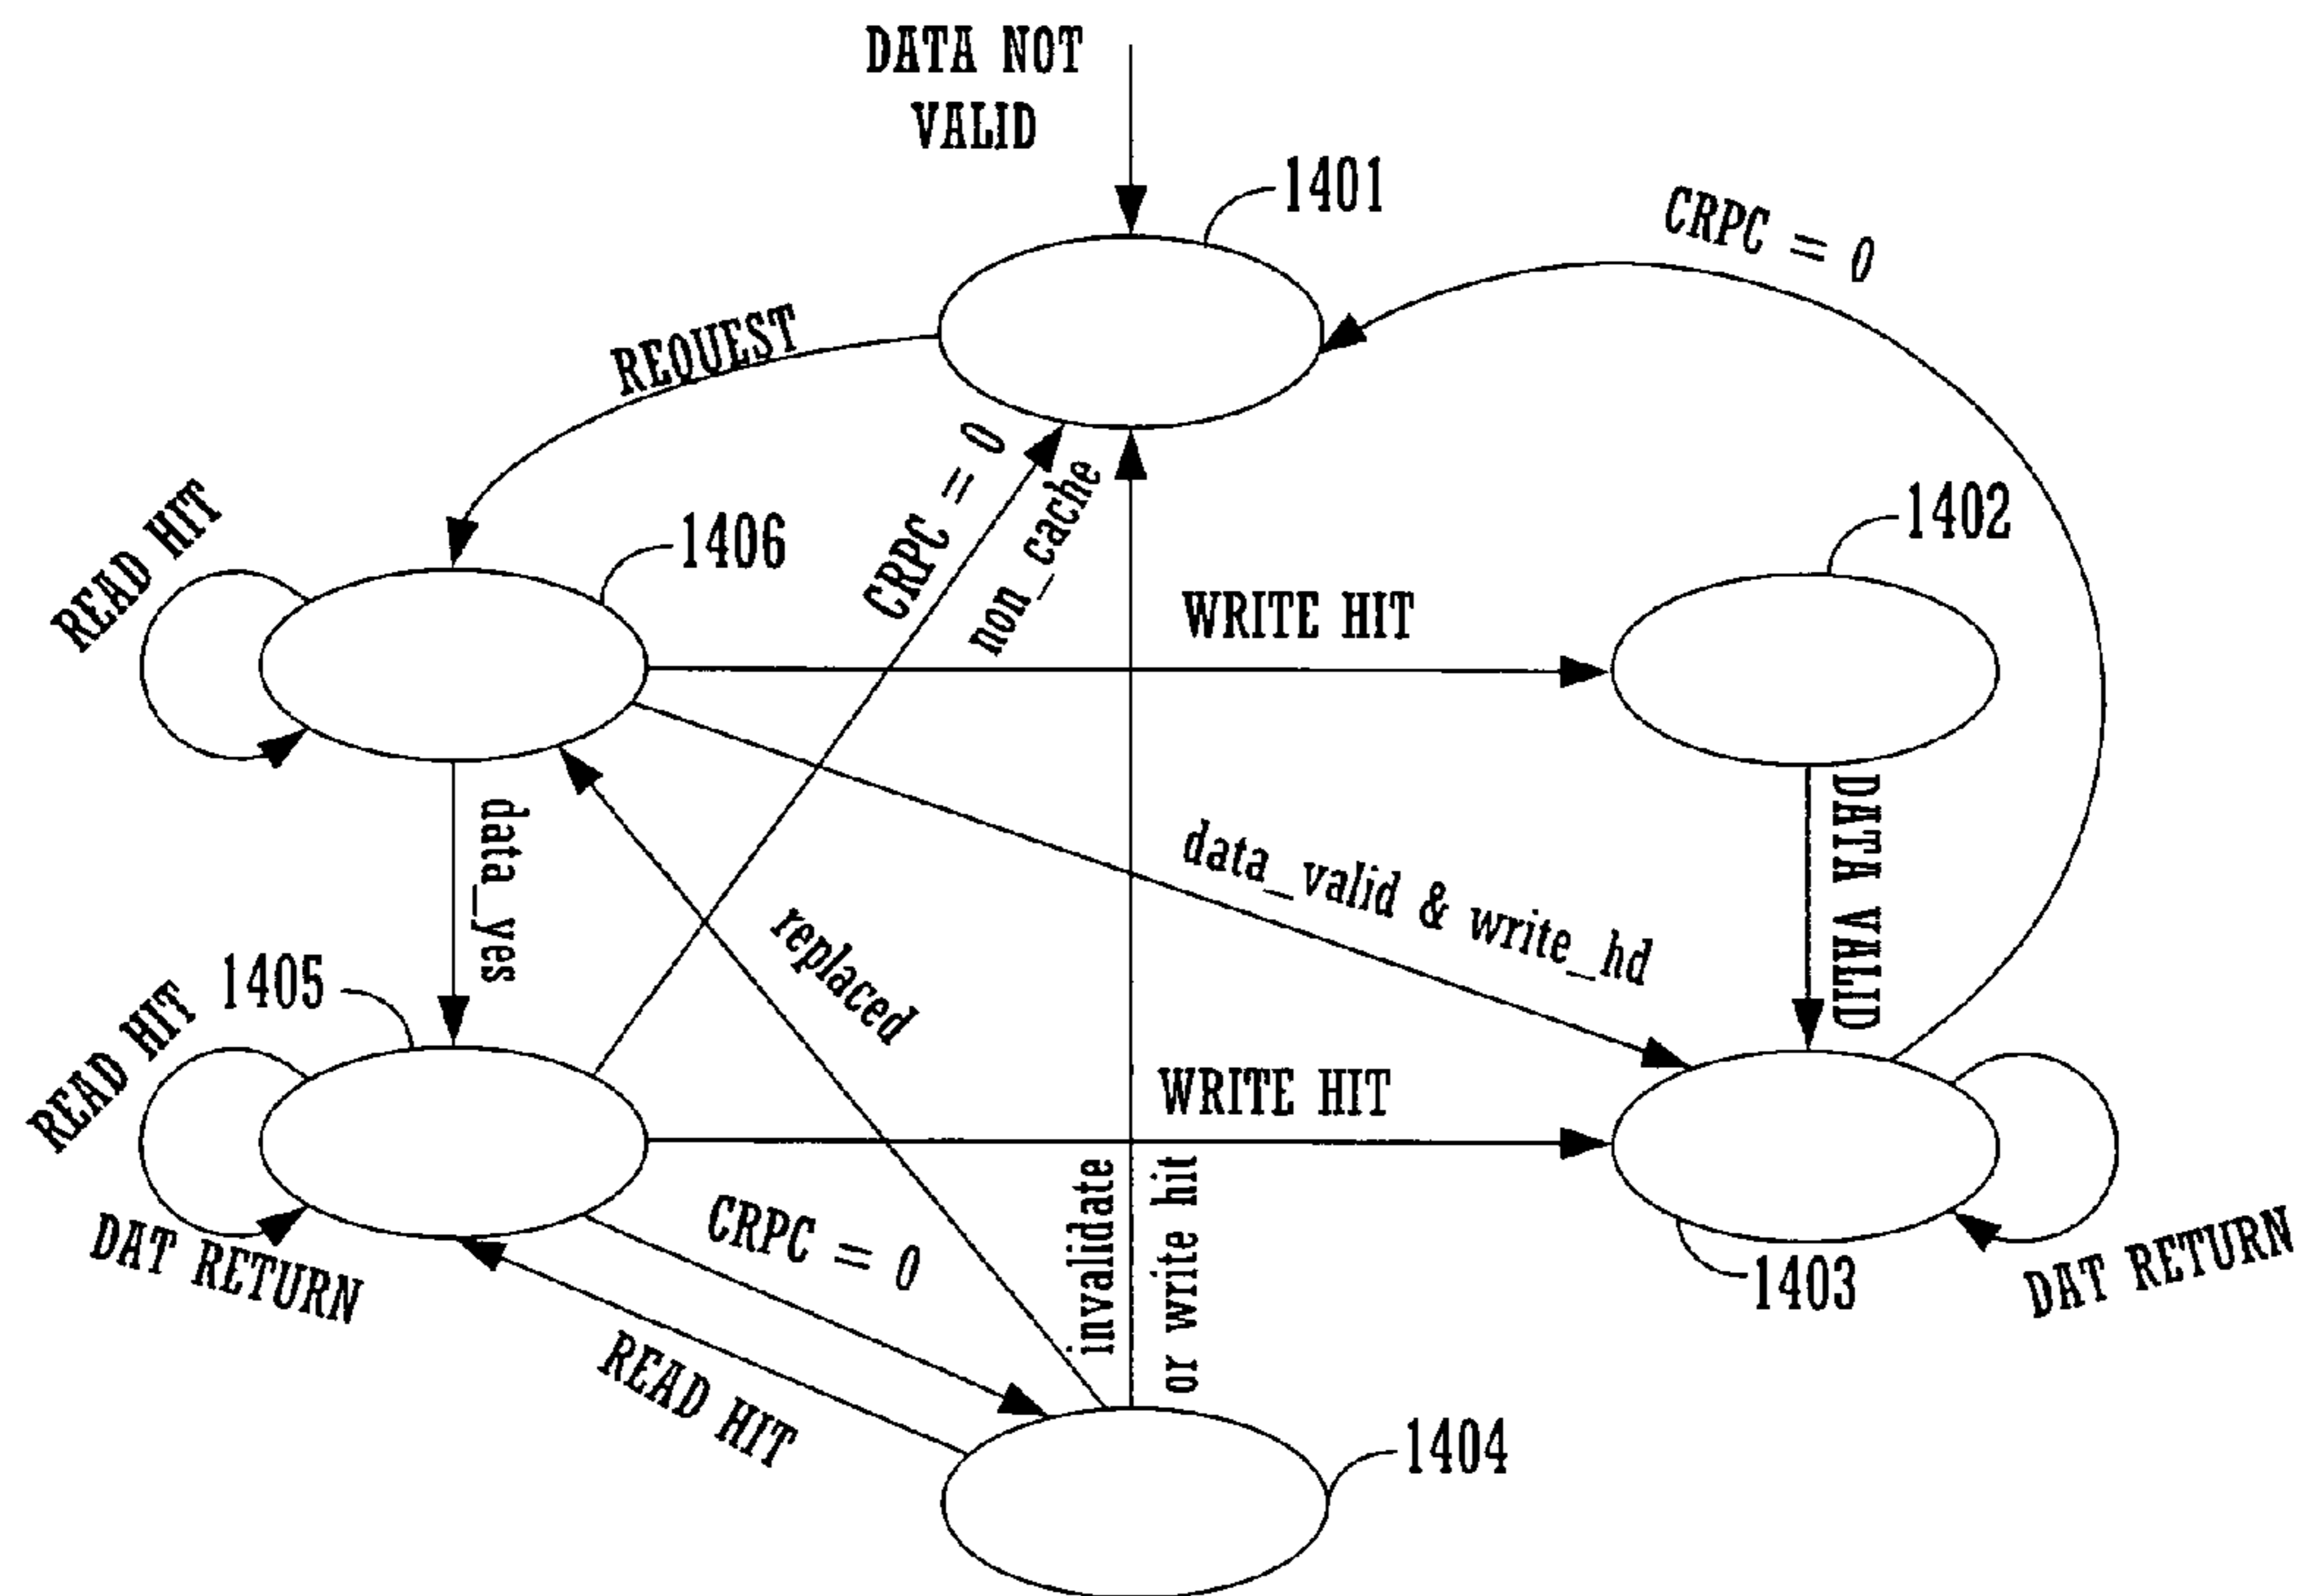 DATA NOT
VALID
1401
CRPC = 0
REQUEST
CRPC = 0
non_cache
READ HIT
1406
1402
WRITE HIT
data_yes
replaced
data_valid & write_hd
DATA VALID
1405
READ HIT
WRITE HIT
DAT RETURN
CRPC = 0
invalidate
or write hit
READ HIT
1403
DAT RETURN
1404